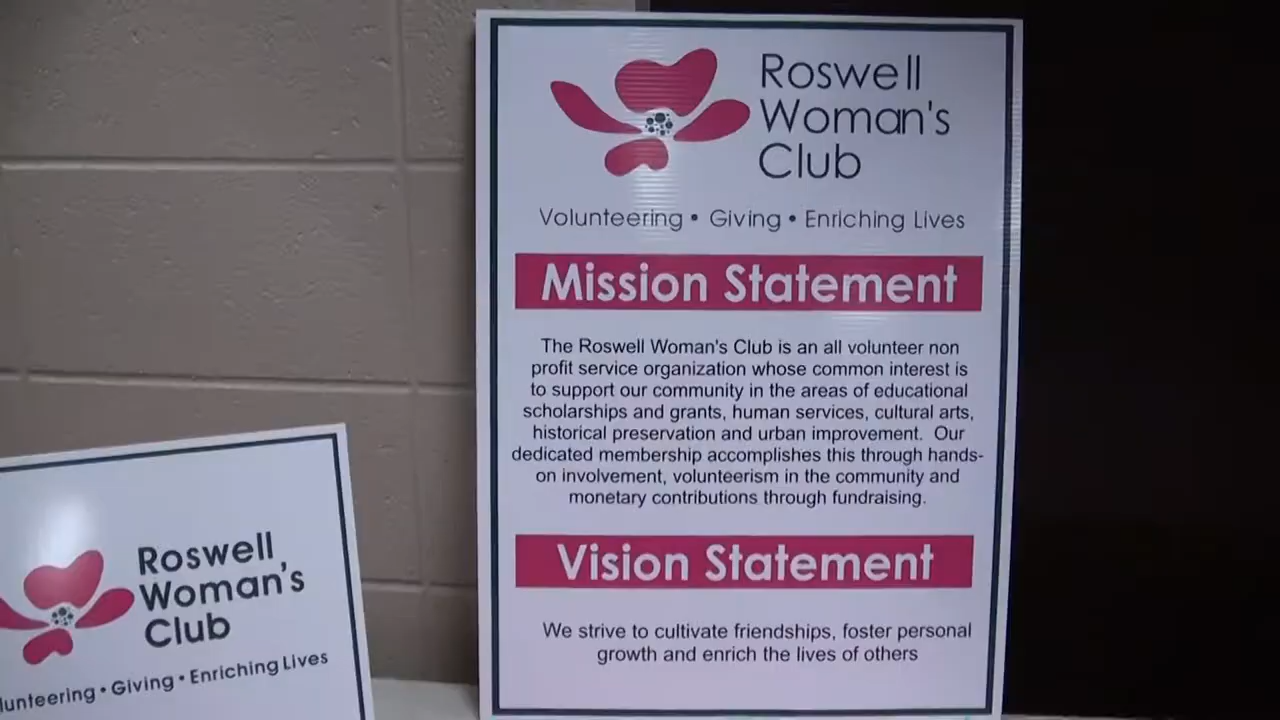 Roswell
Woman's
Club
Volunteering • Giving • Enriching Lives
Mission Statement
The Roswell Woman's Club is an all volunteer non
profit service organization whose common interest is
to support our community in the areas of educational
scholarships and grants, human services, cultural arts,
historical preservation and urban improvement. Our
dedicated membership accomplishes this through hands-
on involvement, volunteerism in the community and
monetary contributions through fundraising.
Vision Statement
We strive to cultivate friendships, foster personal
growth and enrich the lives of others
Roswell
Woman's
Club
lunteering • Giving • Enriching Lives